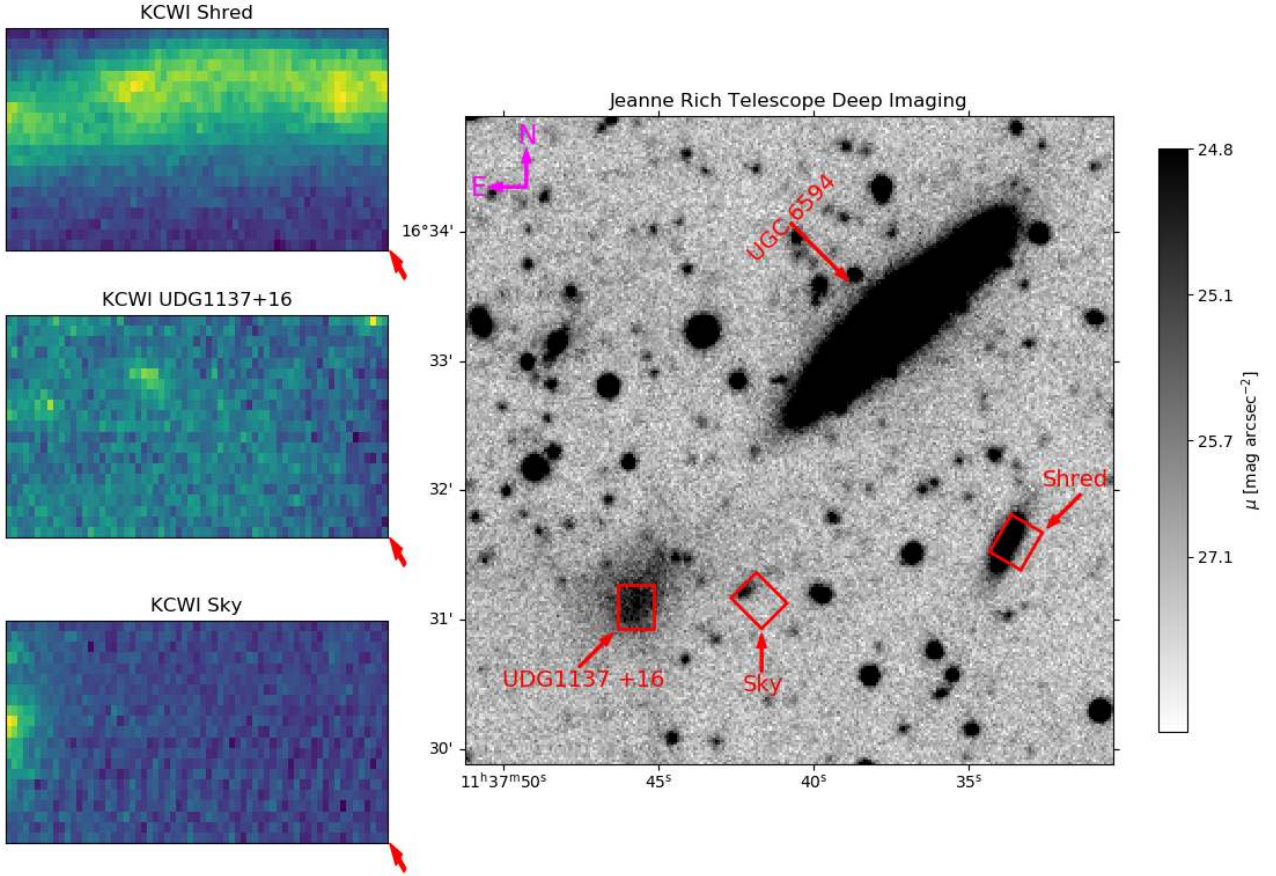 KCWI Shred
KCWI UDG1137+16
KCWI Sky
Jeanne Rich Telescope Deep Imaging
N
E
UGC 6594
Shred
UDG1137 +16
Sky
16°34'
33'
32'
31'
30'
11ʰ37ᵐ50ˢ
45ˢ
40ˢ
35ˢ
24.8
25.1
25.7
27.1
μ [mag arcsec⁻²]